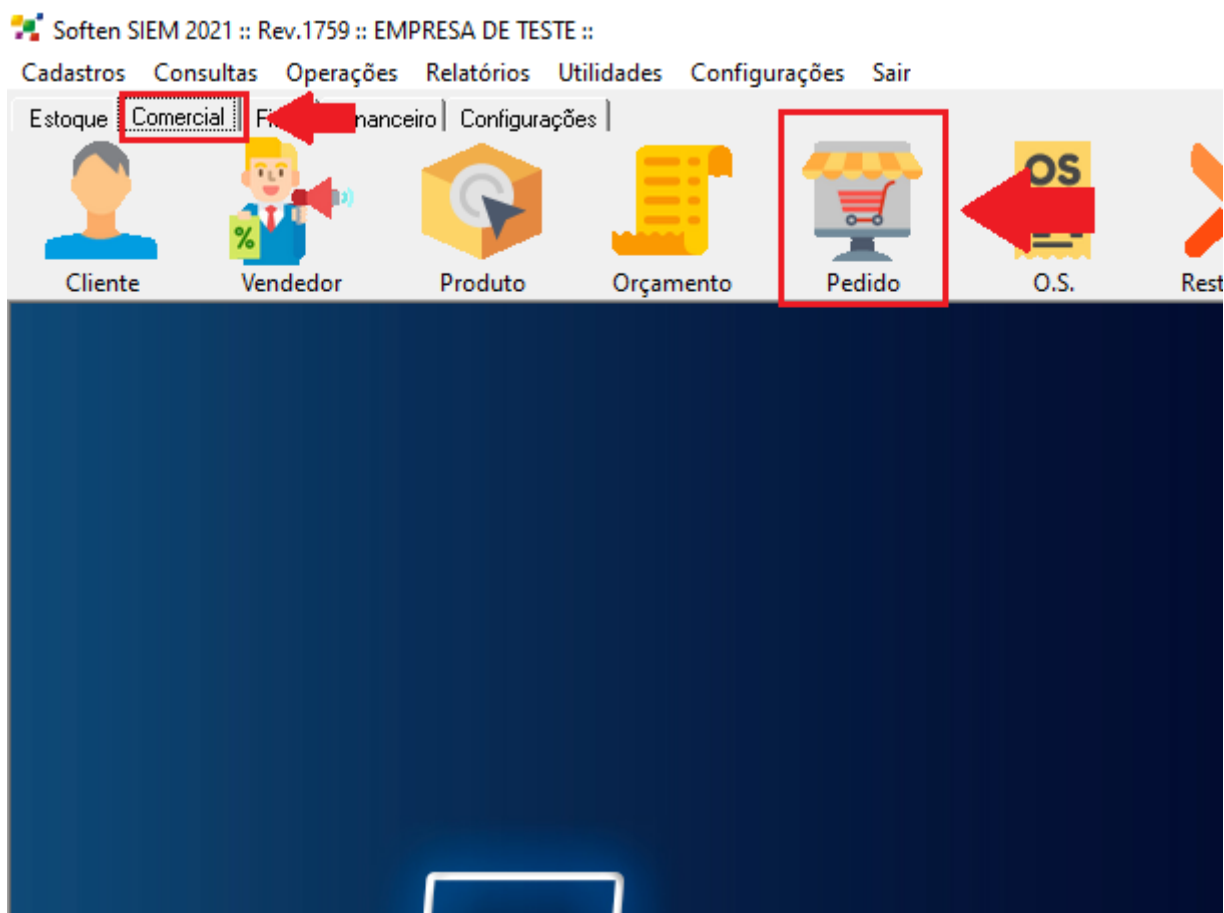 Soften SIEM 2021 :: Rev.1759 :: EMPRESA DE TESTE ::
Cadastros Consultas Operações Relatórios Utilidades Configurações Sair
Estoque Comercial Configurações
%
OS
Cliente Vendedor Produto Orçamento Pedido O.S. Rest